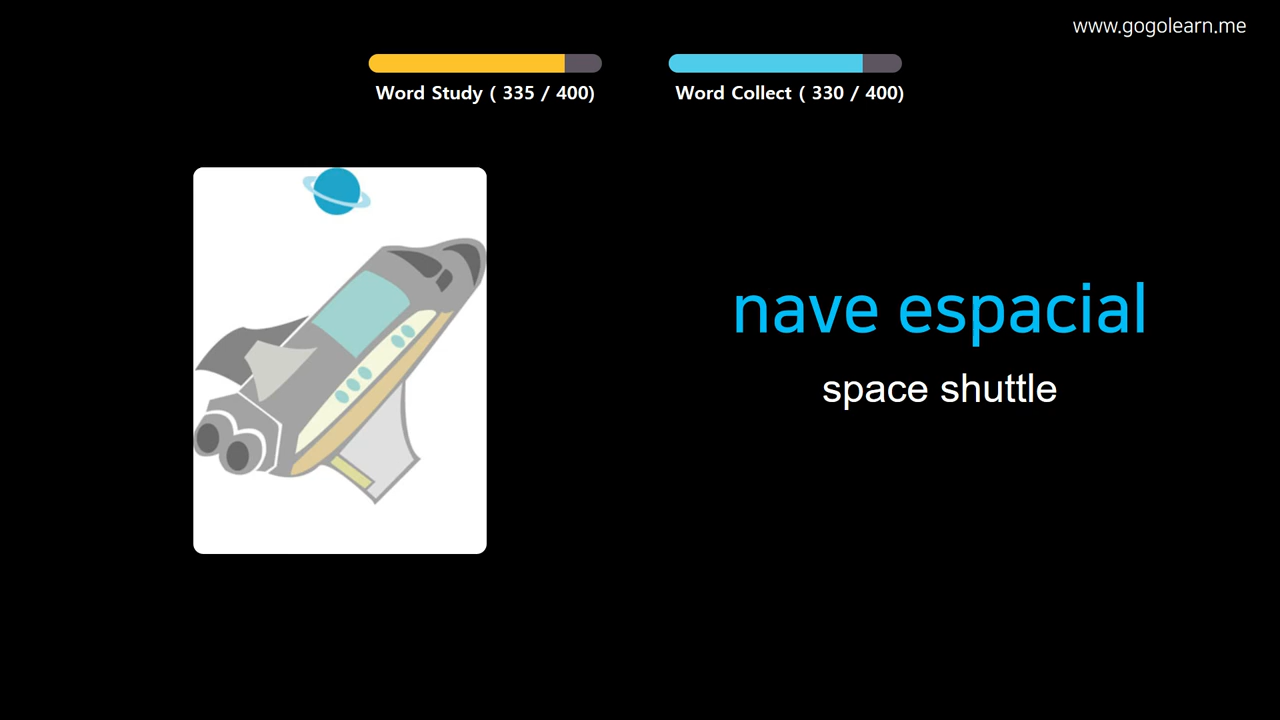 www.gogolearn.me
Word Study ( 335 / 400)
Word Collect ( 330 / 400)
nave espacial
space shuttle